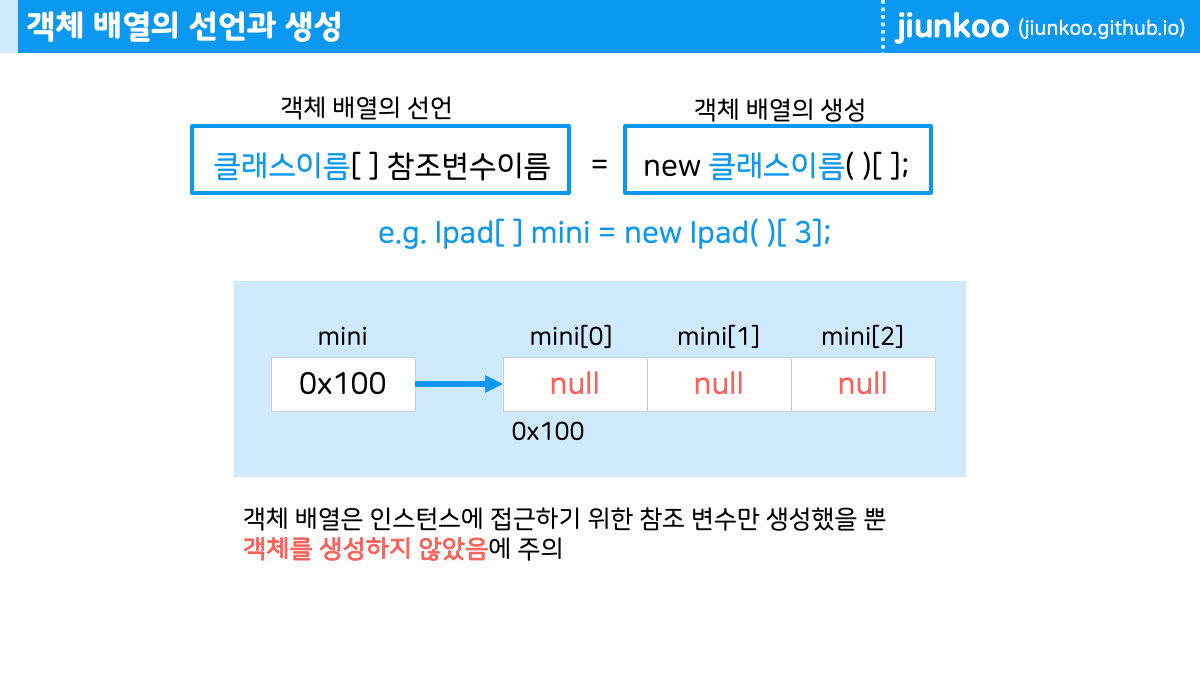 객체 배열의 선언과 생성
jiunkoo (jiunkoo.github.io)
객체 배열의 선언
객체 배열의 생성
클래스이름[ ] 참조변수이름 = new 클래스이름( )[ ];
e.g. Ipad[ ] mini = new Ipad( )[ 3];
mini
mini[0] mini[1] mini[2]
0x100
null null null
0x100
객체 배열은 인스턴스에 접근하기 위한 참조 변수만 생성했을 뿐
객체를 생성하지 않았음에 주의